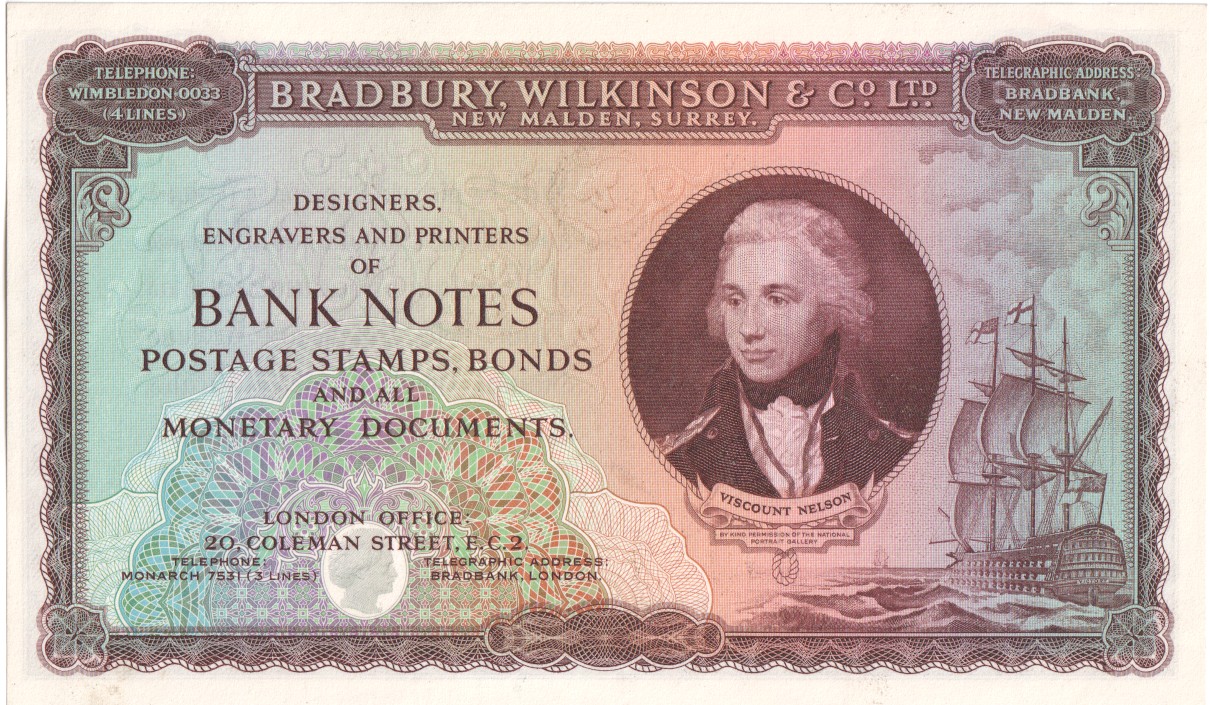 TELEPHONE:
WIMBLEDON·0033
(4 LINES)
BRADBURY, WILKINSON & Cº. LTD.
NEW MALDEN, SURREY.
TELEGRAPHIC ADDRESS:
BRADBANK,
NEW MALDEN
DESIGNERS,
ENGRAVERS AND PRINTERS
OF
BANK NOTES
POSTAGE STAMPS, BONDS
AND ALL
MONETARY DOCUMENTS.
LONDON OFFICE:
20, COLEMAN STREET, E.C.2.
TELEPHONE:
MONARCH 7531 (3 LINES)
TELEGRAPHIC ADDRESS:
BRADBANK, LONDON.
VISCOUNT NELSON
BY KIND PERMISSION OF THE NATIONAL
PORTRAIT GALLERY